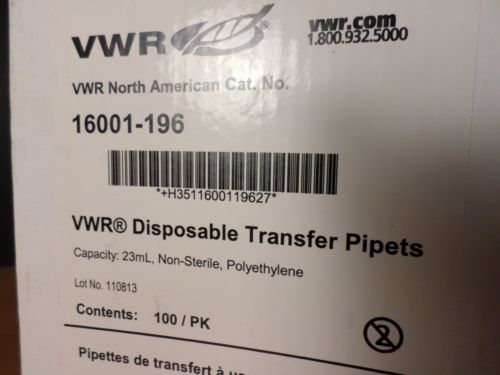 VWR
vwr.com
1.800.932.5000
VWR North American Cat. No.
16001-196
*+H3511600119627*
VWR® Disposable Transfer Pipets
Capacity: 23mL, Non-Sterile, Polyethylene
Lot No. 110813
Contents: 100 / PK
2
Pipettes de transfert à u